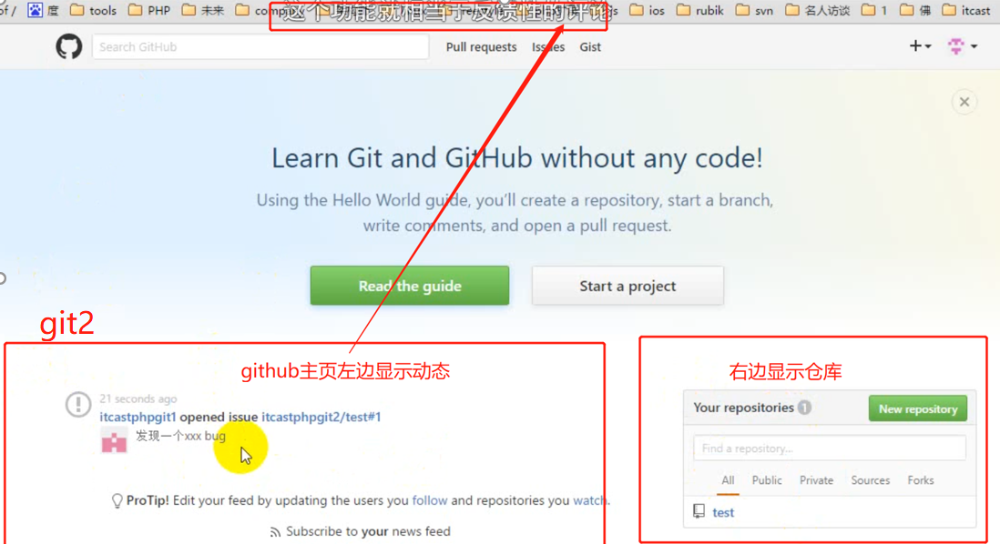 of / 度 tools PHP 未来 ios rubik svn 名人访谈 1 佛 itcast
这个功能就相当于反馈性的评论
Search GitHub Pull requests Issues Gist
Learn Git and GitHub without any code!
Using the Hello World guide, you'll create a repository, start a branch,
write comments, and open a pull request.
Read the guide Start a project
git2
github主页左边显示动态
21 seconds ago
itcastphpgit1 opened issue itcastphpgit2/test#1
发现一个xxx bug
ProTip! Edit your feed by updating the users you follow and repositories you watch.
Subscribe to your news feed
右边显示仓库
Your repositories 1 New repository
Find a repository...
All Public Private Sources Forks
test